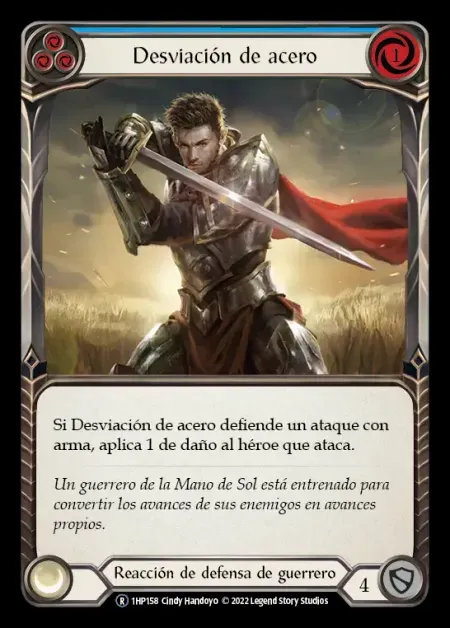 Desviación de acero
1
Si Desviación de acero defiende un ataque con
arma, aplica 1 de daño al héroe que ataca.
Un guerrero de la Mano de Sol está entrenado para
convertir los avances de sus enemigos en avances
propios.
Reacción de defensa de guerrero
4
R 1HP158 Cindy Handoyo © 2022 Legend Story Studios